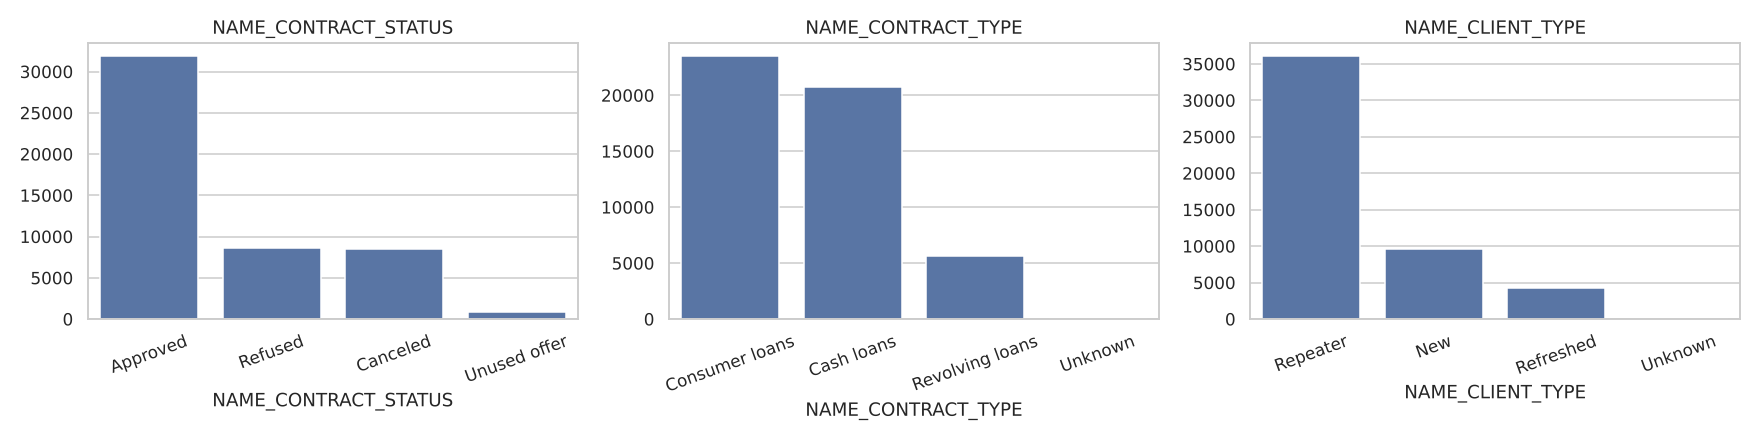 NAME_CONTRACT_STATUS
30000
25000
20000
15000
10000
5000
0
Approved
Refused
Canceled
Unused offer
NAME_CONTRACT_STATUS
NAME_CONTRACT_TYPE
20000
15000
10000
5000
0
Consumer loans
Cash loans
Revolving loans
Unknown
NAME_CONTRACT_TYPE
NAME_CLIENT_TYPE
35000
30000
25000
20000
15000
10000
5000
0
Repeater
New
Refreshed
Unknown
NAME_CLIENT_TYPE